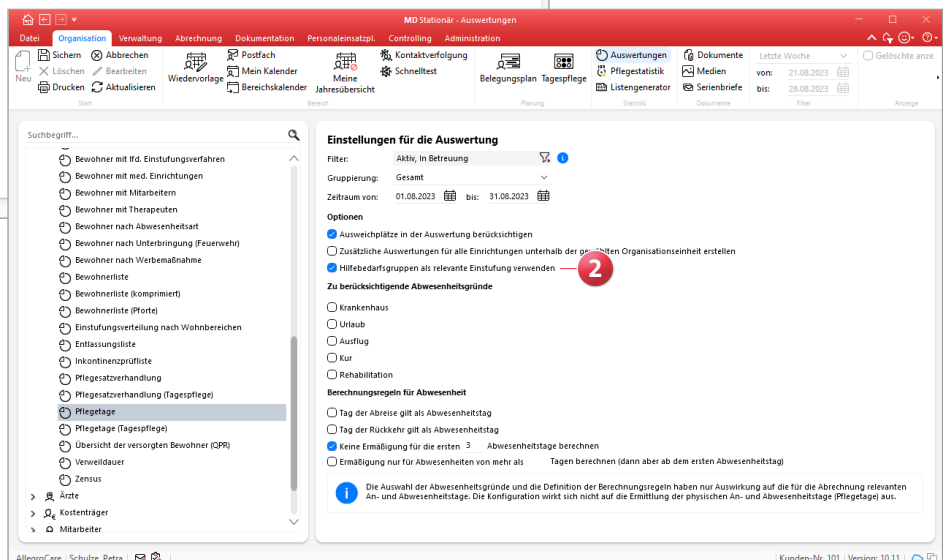 MD Stationär - Auswertungen
Datei Organisation Verwaltung Abrechnung Dokumentation Personaleinsatzpl. Controlling Administration
Neu
Sichern Abbrechen
Löschen Bearbeiten
Drucken Aktualisieren
Start
Wiedervorlage
Postfach
Mein Kalender
Bereichskalender
Meine Jahresübersicht
Kontaktverfolgung
Schnelltest
Bereich
Belegungsplan Tagespflege
Planung
Auswertungen
Pflegestatistik
Listengenerator
Statistik
Dokumente
Medien
Serienbriefe
Dokumente
Letzte Woche
von: 21.08.2023
bis: 28.08.2023
Filter
Gelöschte anze
Anzeige
Suchbegriff...
Bewohner mit lfd. Einstufungsverfahren
Bewohner mit med. Einrichtungen
Bewohner mit Mitarbeitern
Bewohner mit Therapeuten
Bewohner nach Abwesenheitsart
Bewohner nach Unterbringung (Feuerwehr)
Bewohner nach Werbemaßnahme
Bewohnerliste
Bewohnerliste (komprimiert)
Bewohnerliste (Pforte)
Einstufungsverteilung nach Wohnbereichen
Entlassungsliste
Inkontinenzprüfliste
Pflegesatzverhandlung
Pflegesatzverhandlung (Tagespflege)
Pflegetage
Pflegetage (Tagespflege)
Übersicht der versorgten Bewohner (QPR)
Verweildauer
Zensus
Ärzte
Kostenträger
Mitarbeiter
Einstellungen für die Auswertung
Filter: Aktiv, In Betreuung
Gruppierung: Gesamt
Zeitraum von: 01.08.2023 bis: 31.08.2023
Optionen
Ausweichplätze in der Auswertung berücksichtigen
Zusätzliche Auswertungen für alle Einrichtungen unterhalb der gewählten Organisationseinheit erstellen
Hilfebedarfsgruppen als relevante Einstufung verwenden
2
Zu berücksichtigende Abwesenheitsgründe
Krankenhaus
Urlaub
Ausflug
Kur
Rehabilitation
Berechnungsregeln für Abwesenheit
Tag der Abreise gilt als Abwesenheitstag
Tag der Rückkehr gilt als Abwesenheitstag
Keine Ermäßigung für die ersten 3 Abwesenheitstage berechnen
Ermäßigung nur für Abwesenheiten von mehr als Tagen berechnen (dann aber ab dem ersten Abwesenheitstag)
Die Auswahl der Abwesenheitsgründe und die Definition der Berechnungsregeln haben nur Auswirkung auf die für die Abrechnung relevanten
An- und Abwesenheitstage. Die Konfiguration wirkt sich nicht auf die Ermittlung der physischen An- und Abwesenheitstage (Pflegetage) aus.
AllegroCare Schulze, Petra Kunden-Nr. 101 Version: 10.11